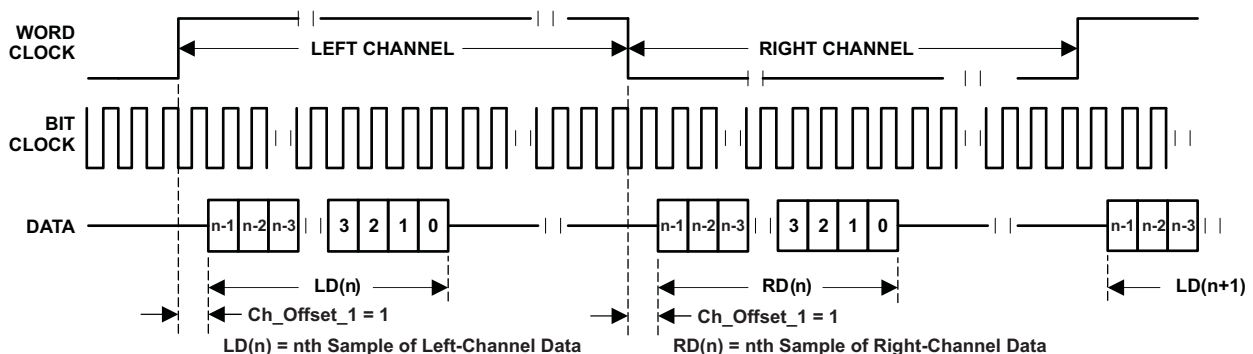 WORD
CLOCK
LEFT CHANNEL
RIGHT CHANNEL
BIT
CLOCK
DATA
n-1 n-2 n-3 3 2 1 0 n-1 n-2 n-3 3 2 1 0 n-1 n-2 n-3
LD(n) RD(n) LD(n+1)
Ch_Offset_1 = 1 Ch_Offset_1 = 1
LD(n) = nth Sample of Left-Channel Data RD(n) = nth Sample of Right-Channel Data